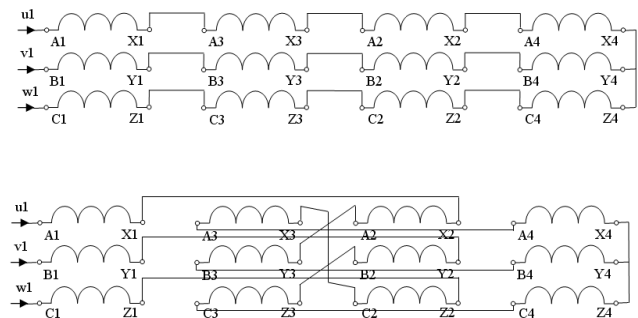 u1
A1 X1 A3 X3 A2 X2 A4 X4
v1
B1 Y1 B3 Y3 B2 Y2 B4 Y4
w1
C1 Z1 C3 Z3 C2 Z2 C4 Z4
u1
A1 X1 A3 X3 A2 X2 A4 X4
v1
B1 Y1 B3 Y3 B2 Y2 B4 Y4
w1
C1 Z1 C3 Z3 C2 Z2 C4 Z4